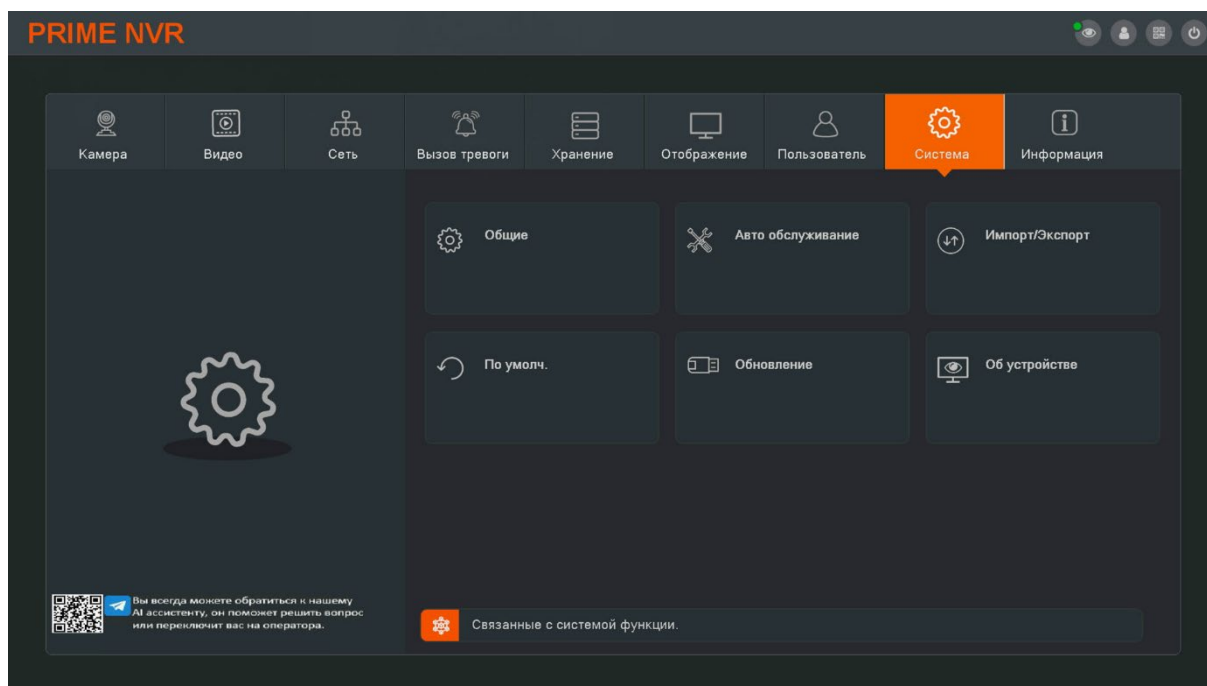 PRIME NVR
Камера
Видео
Сеть
Вызов тревоги
Хранение
Отображение
Пользователь
Система
Информация
Общие
Авто обслуживание
Импорт/Экспорт
По умолч.
Обновление
Об устройстве
Вы всегда можете обратиться к нашему
AI ассистенту, он поможет решить вопрос
или переключит вас на оператора.
Связанные с системой функции.